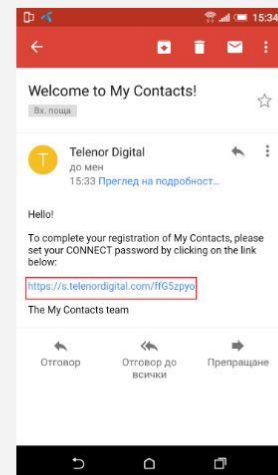 15:34
Welcome to My Contacts!
Вх. поща
T
Telenor Digital
до мен
15:33 Преглед на подробност...
Hello!
To complete your registration of My Contacts, please
set your CONNECT password by clicking on the link
below:
https://s.telenordigital.com/ffG5zpyo
The My Contacts team
Отговор
Отговор до
всички
Препращане